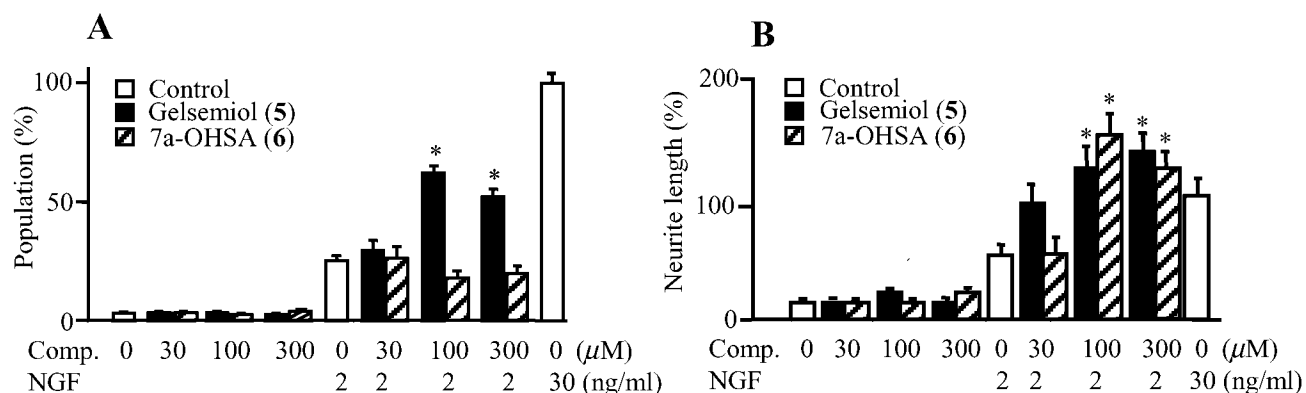 A
Population (%)
100
50
0
Control
Gelsemiol (5)
7a-OHSA (6)
* *
Comp. 0 30 100 300 0 30 100 300 0 (μM)
NGF 2 2 2 2 30 (ng/ml)
B
Neurite length (%)
200
100
0
Control
Gelsemiol (5)
7a-OHSA (6)
* * * *
Comp. 0 30 100 300 0 30 100 300 0 (μM)
NGF 2 2 2 2 30 (ng/ml)